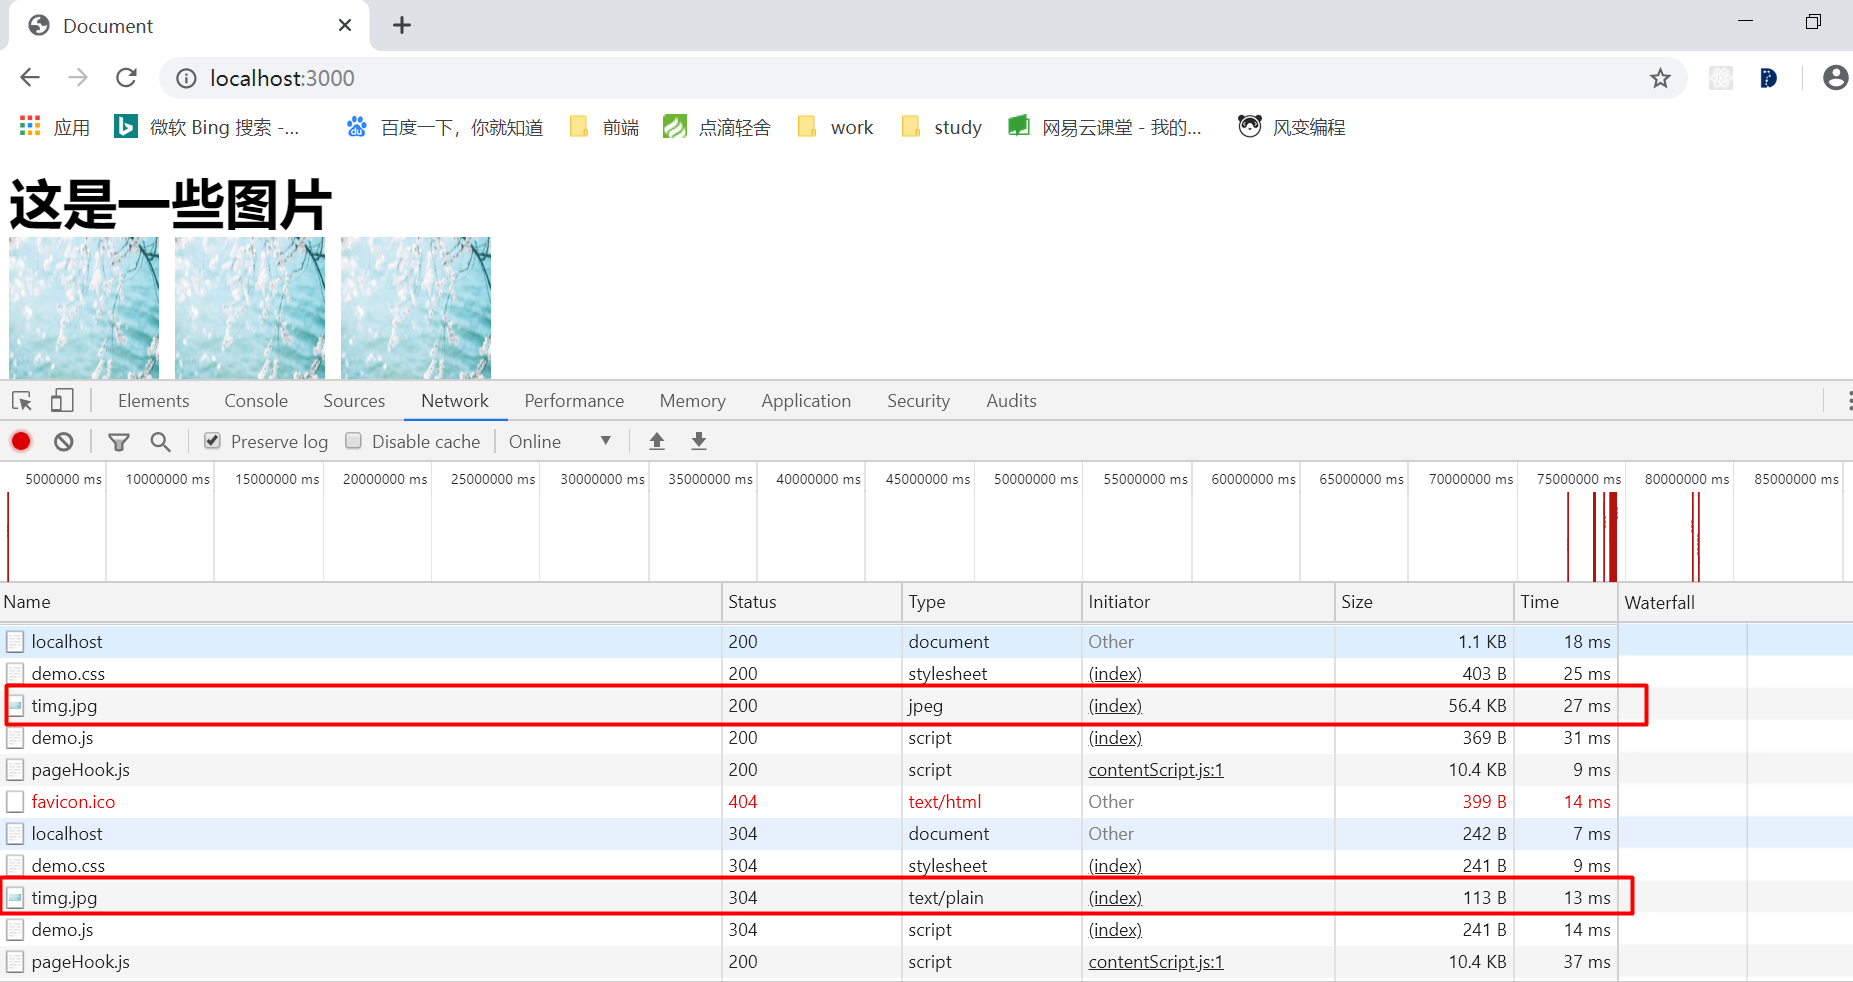 Document
localhost:3000
应用 微软 Bing 搜索 -... 百度一下，你就知道 前端 点滴轻舍 work study 网易云课堂 - 我的... 风变编程
这是一些图片
Elements Console Sources Network Performance Memory Application Security Audits
Preserve log Disable cache Online
5000000 ms 10000000 ms 15000000 ms 20000000 ms 25000000 ms 30000000 ms 35000000 ms 40000000 ms 45000000 ms 50000000 ms 55000000 ms 60000000 ms 65000000 ms 70000000 ms 75000000 ms 80000000 ms 85000000 ms
Name Status Type Initiator Size Time Waterfall
localhost 200 document Other 1.1 KB 18 ms
demo.css 200 stylesheet (index) 403 B 25 ms
timg.jpg 200 jpeg (index) 56.4 KB 27 ms
demo.js 200 script (index) 369 B 31 ms
pageHook.js 200 script contentScript.js:1 10.4 KB 9 ms
favicon.ico 404 text/html Other 399 B 14 ms
localhost 304 document Other 242 B 7 ms
demo.css 304 stylesheet (index) 241 B 9 ms
timg.jpg 304 text/plain (index) 113 B 13 ms
demo.js 304 script (index) 241 B 14 ms
pageHook.js 200 script contentScript.js:1 10.4 KB 37 ms